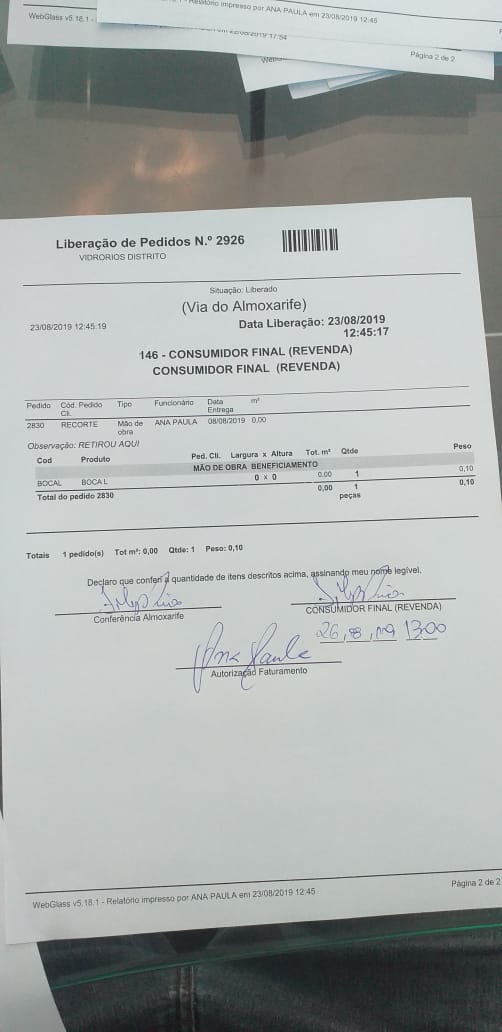 WebGlass v5.18.1 - Relatório impresso por ANA PAULA em 23/08/2019 12:45
17:54
Página 2 de 2
Liberação de Pedidos N.º 2926
VIDRORIOS DISTRITO
Situação: Liberado
(Via do Almoxarife)
23/08/2019 12:45:19
Data Liberação: 23/08/2019
12:45:17
146 - CONSUMIDOR FINAL (REVENDA)
CONSUMIDOR FINAL (REVENDA)
Pedido Cód. Pedido Cli. Tipo Funcionário Data Entrega m²
2830 RECORTE Mão de obra ANA PAULA 08/08/2019 0,00
Observação: RETIROU AQUI
Cod Produto Ped. Cli. Largura x Altura Tot. m² Qtde Peso
MÃO DE OBRA BENEFICIAMENTO
BOCAL BOCAL 0 x 0 0,00 1 0,10
Total do pedido 2830 0,00 1 peças 0,10
Totais 1 pedido(s) Tot m²: 0,00 Qtde: 1 Peso: 0,10
Declaro que conferi a quantidade de itens descritos acima, assinando meu nome legível.
Conferência Almoxarife
CONSUMIDOR FINAL (REVENDA)
26,08,019 13:00
Ana Paula
Autorização Faturamento
WebGlass v5.18.1 - Relatório impresso por ANA PAULA em 23/08/2019 12:45
Página 2 de 2